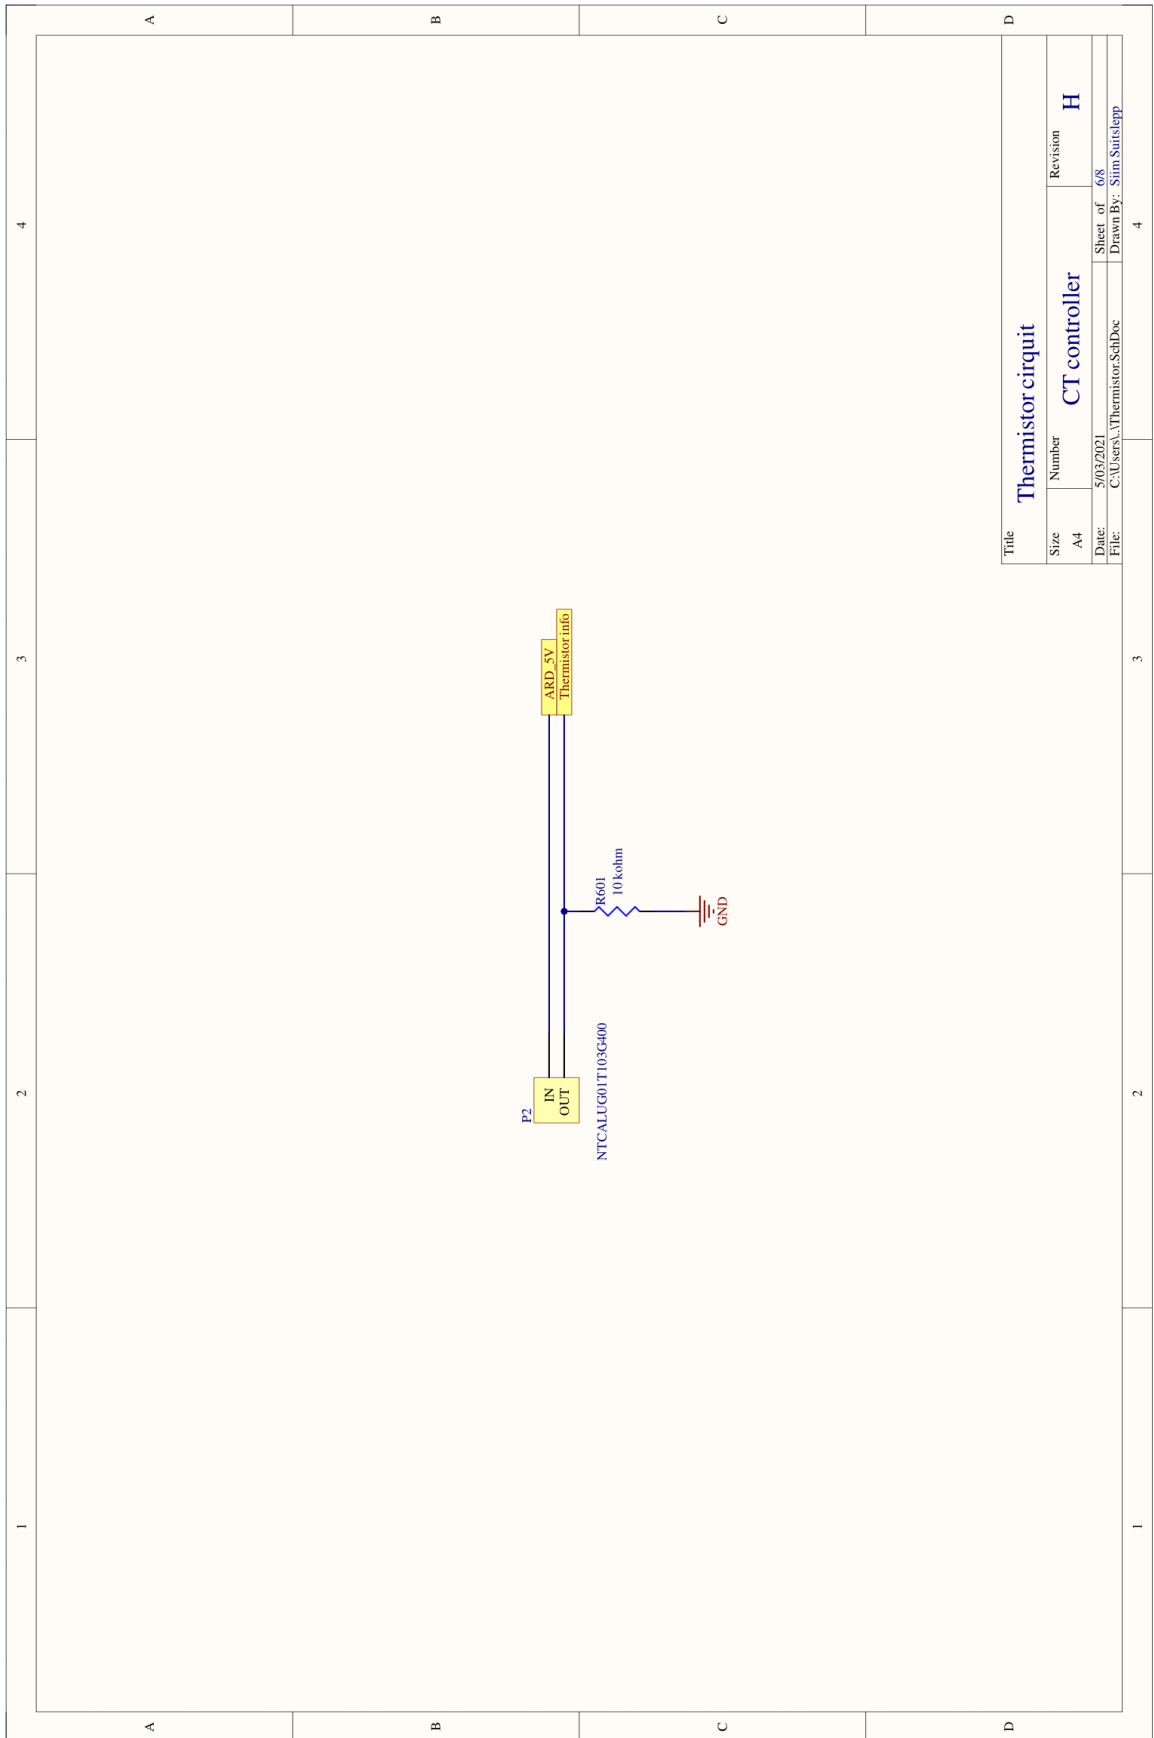 1
2
3
4
A
A
B
B
C
C
D
D
P2
IN
OUT
NTCALUG01T103G400
ARD_5V
Thermistor info
R601
10 kohm
GND
Title
Thermistor cirquit
Size
A4
Number
CT controller
Revision
H
Date: 5/03/2021
Sheet of 6/8
File: C:\Users\..\Thermistor.SchDoc
Drawn By: Siim Suitslepp
1
2
3
4